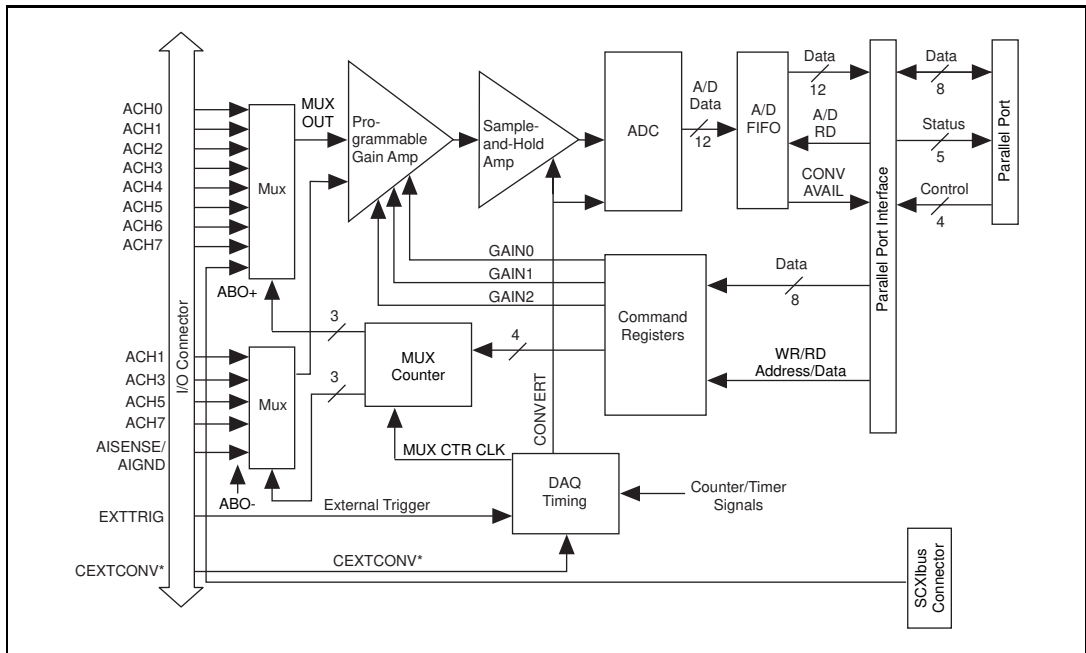 ACH0
ACH1
ACH2
ACH3
ACH4
ACH5
ACH6
ACH7
ABO+
ACH1
ACH3
ACH5
ACH7
AISENSE/
AIGND
ABO-
EXTTRIG
CEXTCONV*
I/O Connector
Mux
Mux
MUX
OUT
Pro-
grammable
Gain Amp
Sample-
and-Hold
Amp
ADC
A/D
Data
12
A/D
FIFO
Data
12
A/D
RD
CONV
AVAIL
Parallel Port Interface
Data
8
Status
5
Control
4
Parallel Port
GAIN0
GAIN1
GAIN2
Command
Registers
Data
8
WR/RD
Address/Data
3
3
MUX
Counter
4
CONVERT
MUX CTR CLK
DAQ
Timing
Counter/Timer
Signals
External Trigger
CEXTCONV*
SCXIbus
Connector